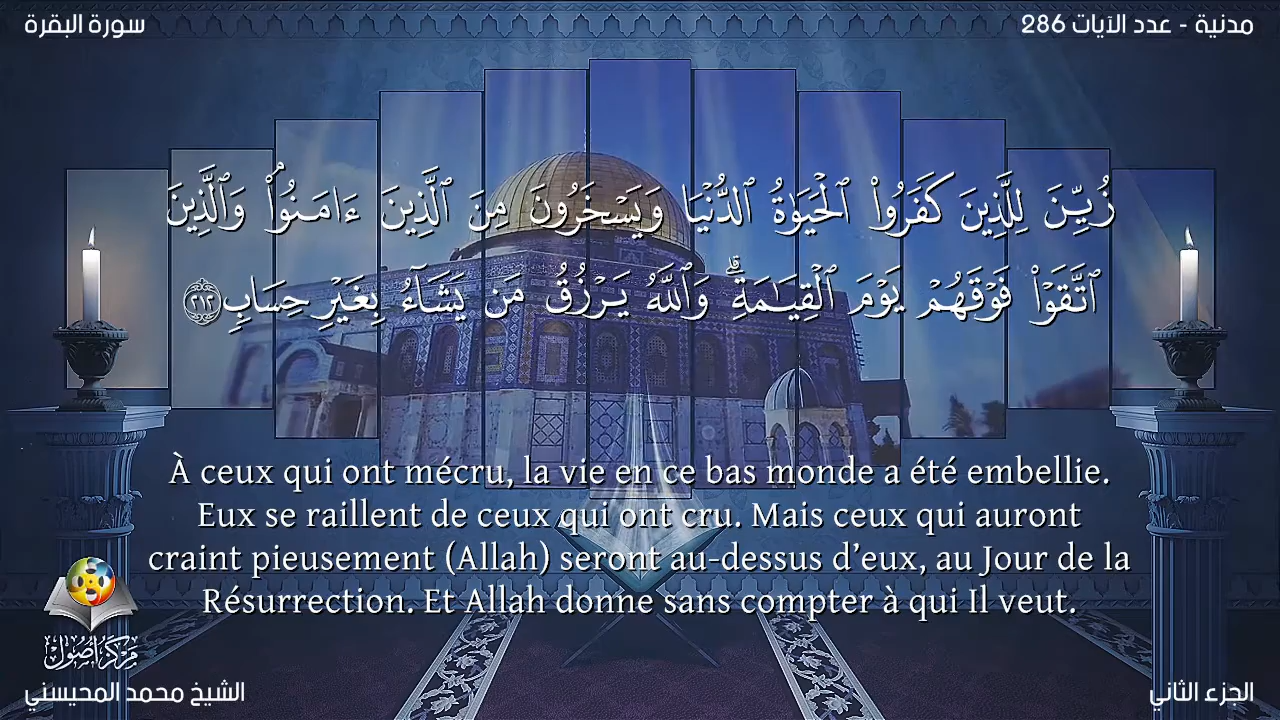 مدنية - عدد الآيات 286
سورة البقرة
زُيِّنَ لِلَّذِينَ كَفَرُوا۟ ٱلْحَيَوٰةُ ٱلدُّنْيَا وَيَسْخَرُونَ مِنَ ٱلَّذِينَ ءَامَنُوا۟ۘ وَٱلَّذِينَ
ٱتَّقَوْا۟ فَوْقَهُمْ يَوْمَ ٱلْقِيَـٰمَةِۗ وَٱللَّهُ يَرْزُقُ مَن يَشَآءُ بِغَيْرِ حِسَابٍ ٢١٢
À ceux qui ont mécru, la vie en ce bas monde a été embellie.
Eux se raillent de ceux qui ont cru. Mais ceux qui auront
craint pieusement (Allah) seront au-dessus d’eux, au Jour de la
Résurrection. Et Allah donne sans compter à qui Il veut.
مركز أصول
الجزء الثاني
الشيخ محمد المحيسني